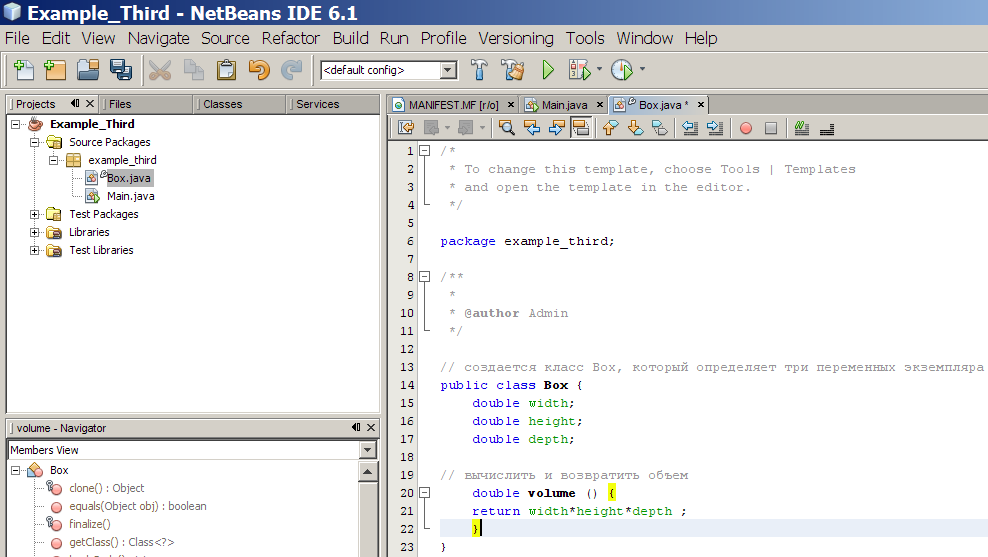 Example_Third - NetBeans IDE 6.1
File Edit View Navigate Source Refactor Build Run Profile Versioning Tools Window Help
<default config>
Projects Files Classes Services
Example_Third
Source Packages
example_third
Box.java
Main.java
Test Packages
Libraries
Test Libraries
volume - Navigator
Members View
Box
clone() : Object
equals(Object obj) : boolean
finalize()
getClass() : Class<?>
MANIFEST.MF [r/o] Main.java Box.java *
1 /*
2 * To change this template, choose Tools | Templates
3 * and open the template in the editor.
4 */
5
6 package example_third;
7
8 /**
9 *
10 * @author Admin
11 */
12
13 // создается класс Box, который определяет три переменных экземпляра
14 public class Box {
15 double width;
16 double height;
17 double depth;
18
19 // вычислить и возвратить объем
20 double volume () {
21 return width*height*depth ;
22 }
23 }